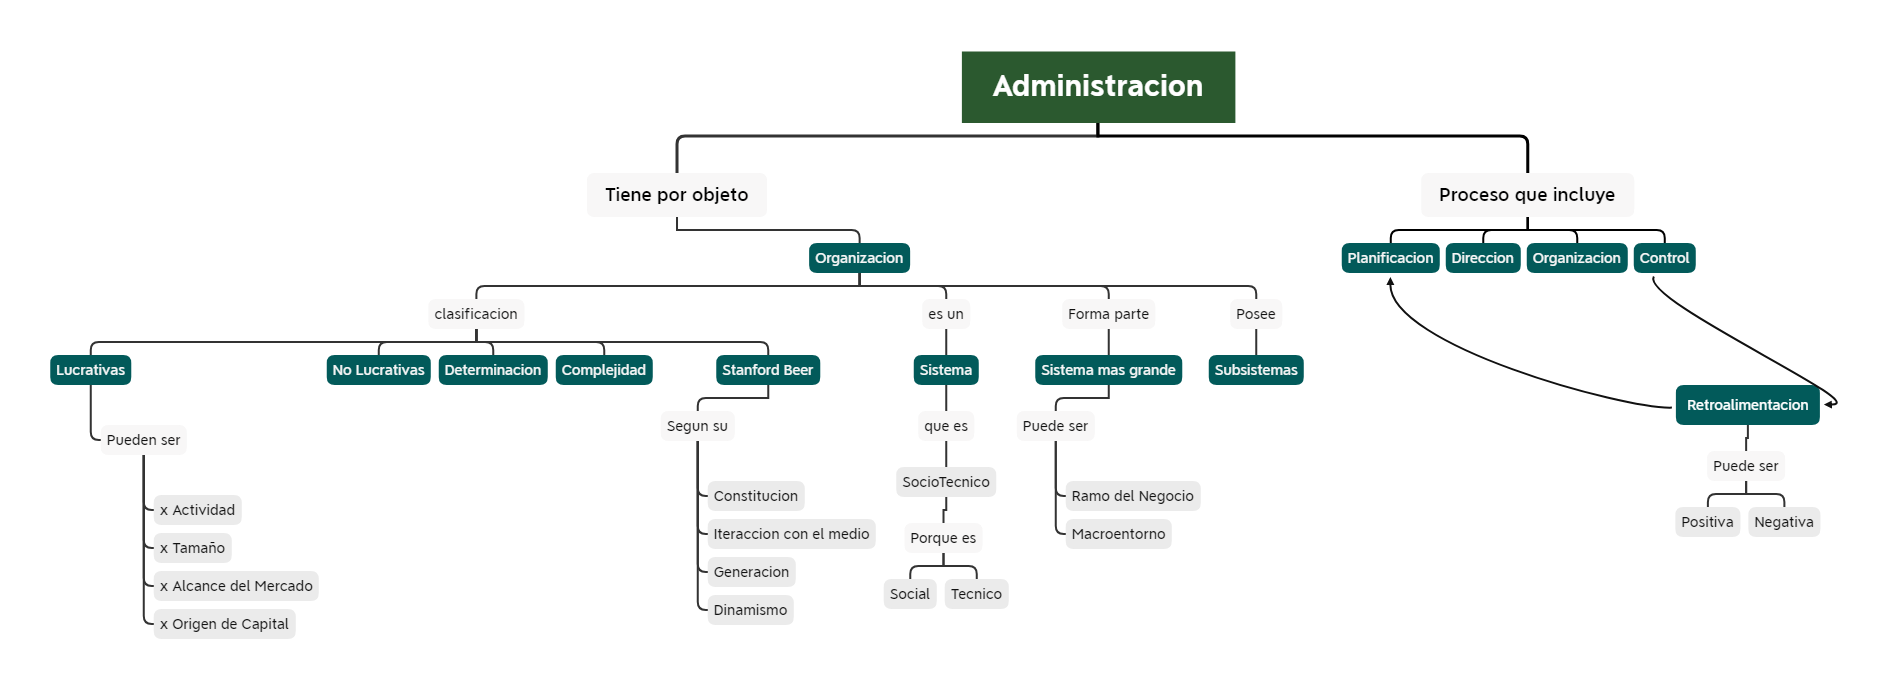 Administracion
Tiene por objeto
Proceso que incluye
Organizacion
Planificacion
Direccion
Organizacion
Control
clasificacion
es un
Forma parte
Posee
Lucrativas
No Lucrativas
Determinacion
Complejidad
Stanford Beer
Sistema
Sistema mas grande
Subsistemas
Retroalimentacion
Pueden ser
Segun su
que es
Puede ser
Puede ser
x Actividad
x Tamaño
x Alcance del Mercado
x Origen de Capital
Constitucion
Iteraccion con el medio
Generacion
Dinamismo
SocioTecnico
Porque es
Social
Tecnico
Ramo del Negocio
Macroentorno
Positiva
Negativa